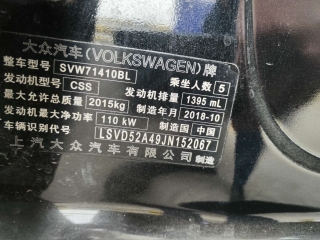 大众汽车(VOLKSWAGEN)牌
整车型号 SVW71410BL 乘坐人数 5
发动机型号 CSS 发动机排量 1395 mL
最大允许总质量 2015kg 制造年月 2018-10
发动机最大净功率 110 kW 制造国 中国
车辆识别代号 LSVD52A49JN152067
上汽大众汽车有限公司 制造